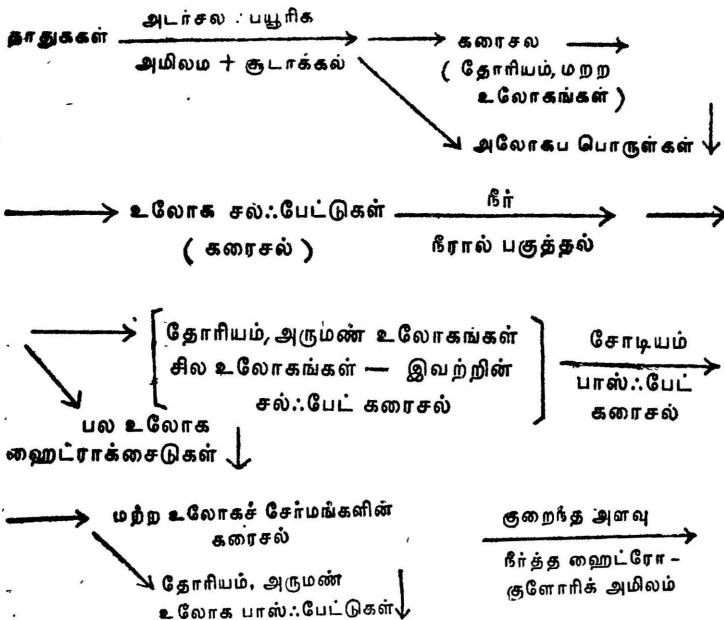 அடர்சல ஃபயூரிக
தாதுககள்
அமிலம + சூடாக்கல்
கரைசல
( தோரியம், மறற
உலோகங்கள் )
அலோகப பொருள்கள்
உலோக சல்ஃபேட்டுகள்
( கரைசல் )
நீர்
நீரால் பகுத்தல்
தோரியம், அருமண் உலோகங்கள்
சில உலோகங்கள் — இவற்றின்
சல்ஃபேட் கரைசல்
சோடியம்
பாஸ்ஃபேட்
கரைசல்
பல உலோக
ஹைட்ராக்சைடுகள்
மற்ற உலோகச் சேர்மங்களின்
கரைசல்
தோரியம், அருமண்
உலோக பாஸ்ஃபேட்டுகள்
குறைந்த அளவு
நீர்த்த ஹைட்ரோ -
குளோரிக் அமிலம்